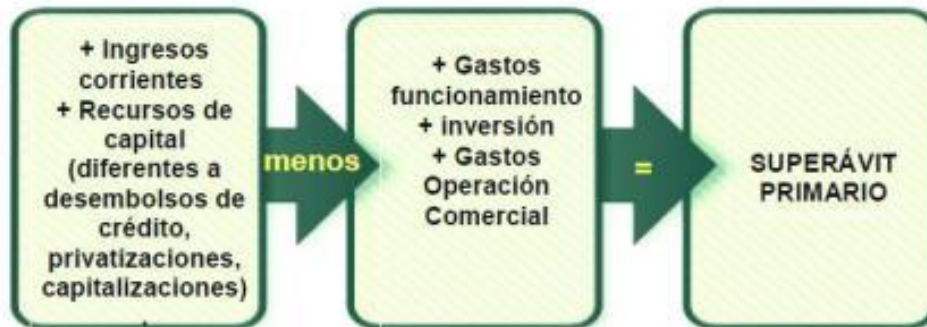 + Ingresos
corrientes
+ Recursos de
capital
(diferentes a
desembolsos de
crédito,
privatizaciones,
capitalizaciones)
menos
+ Gastos
funcionamiento
+ inversión
+ Gastos
Operación
Comercial
=
SUPERÁVIT
PRIMARIO